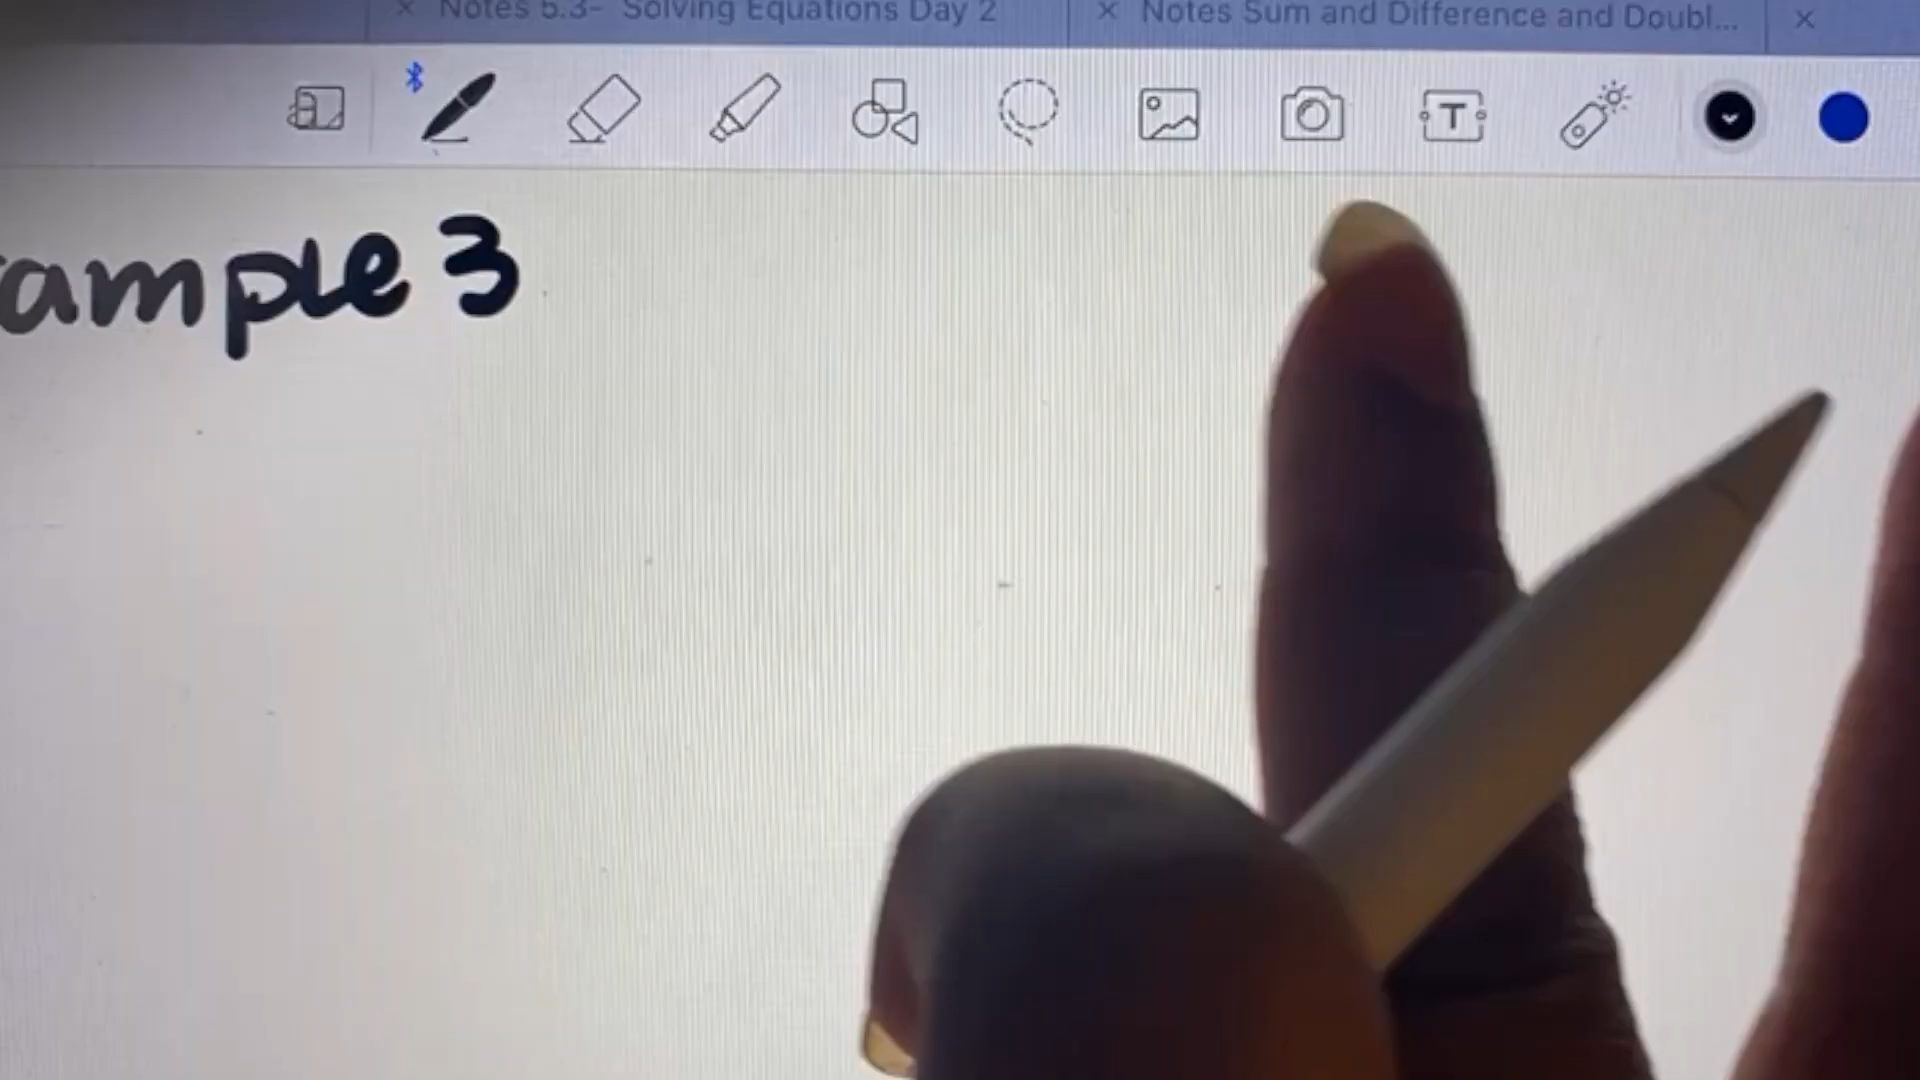 × Notes 5.3- Solving Equations Day 2 × Notes Sum and Difference and Doubl... ×
T
ample 3